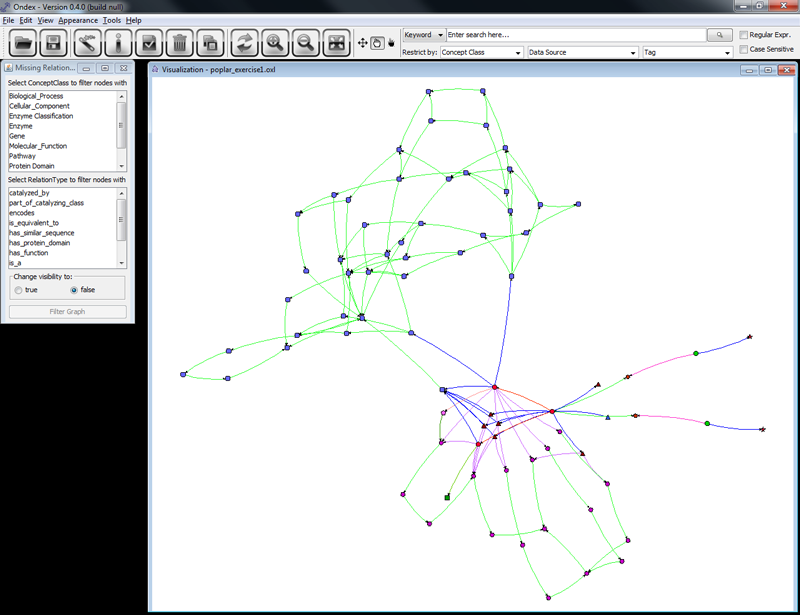 Ondex - Version 0.4.0 (build null)
File Edit View Appearance Tools Help
Keyword Enter search here... Regular Expr.
Restrict by: Concept Class Data Source Tag Case Sensitive
Missing Relation...
Visualization - poplar_exercise1.oxl
Select ConceptClass to filter nodes with
Biological_Process
Cellular_Component
Enzyme Classification
Enzyme
Gene
Molecular_Function
Pathway
Protein Domain
Select RelationType to filter nodes with
catalyzed_by
part_of_catalyzing_class
encodes
is_equivalent_to
has_similar_sequence
has_protein_domain
has_function
is_a
Change visibility to:
true false
Filter Graph